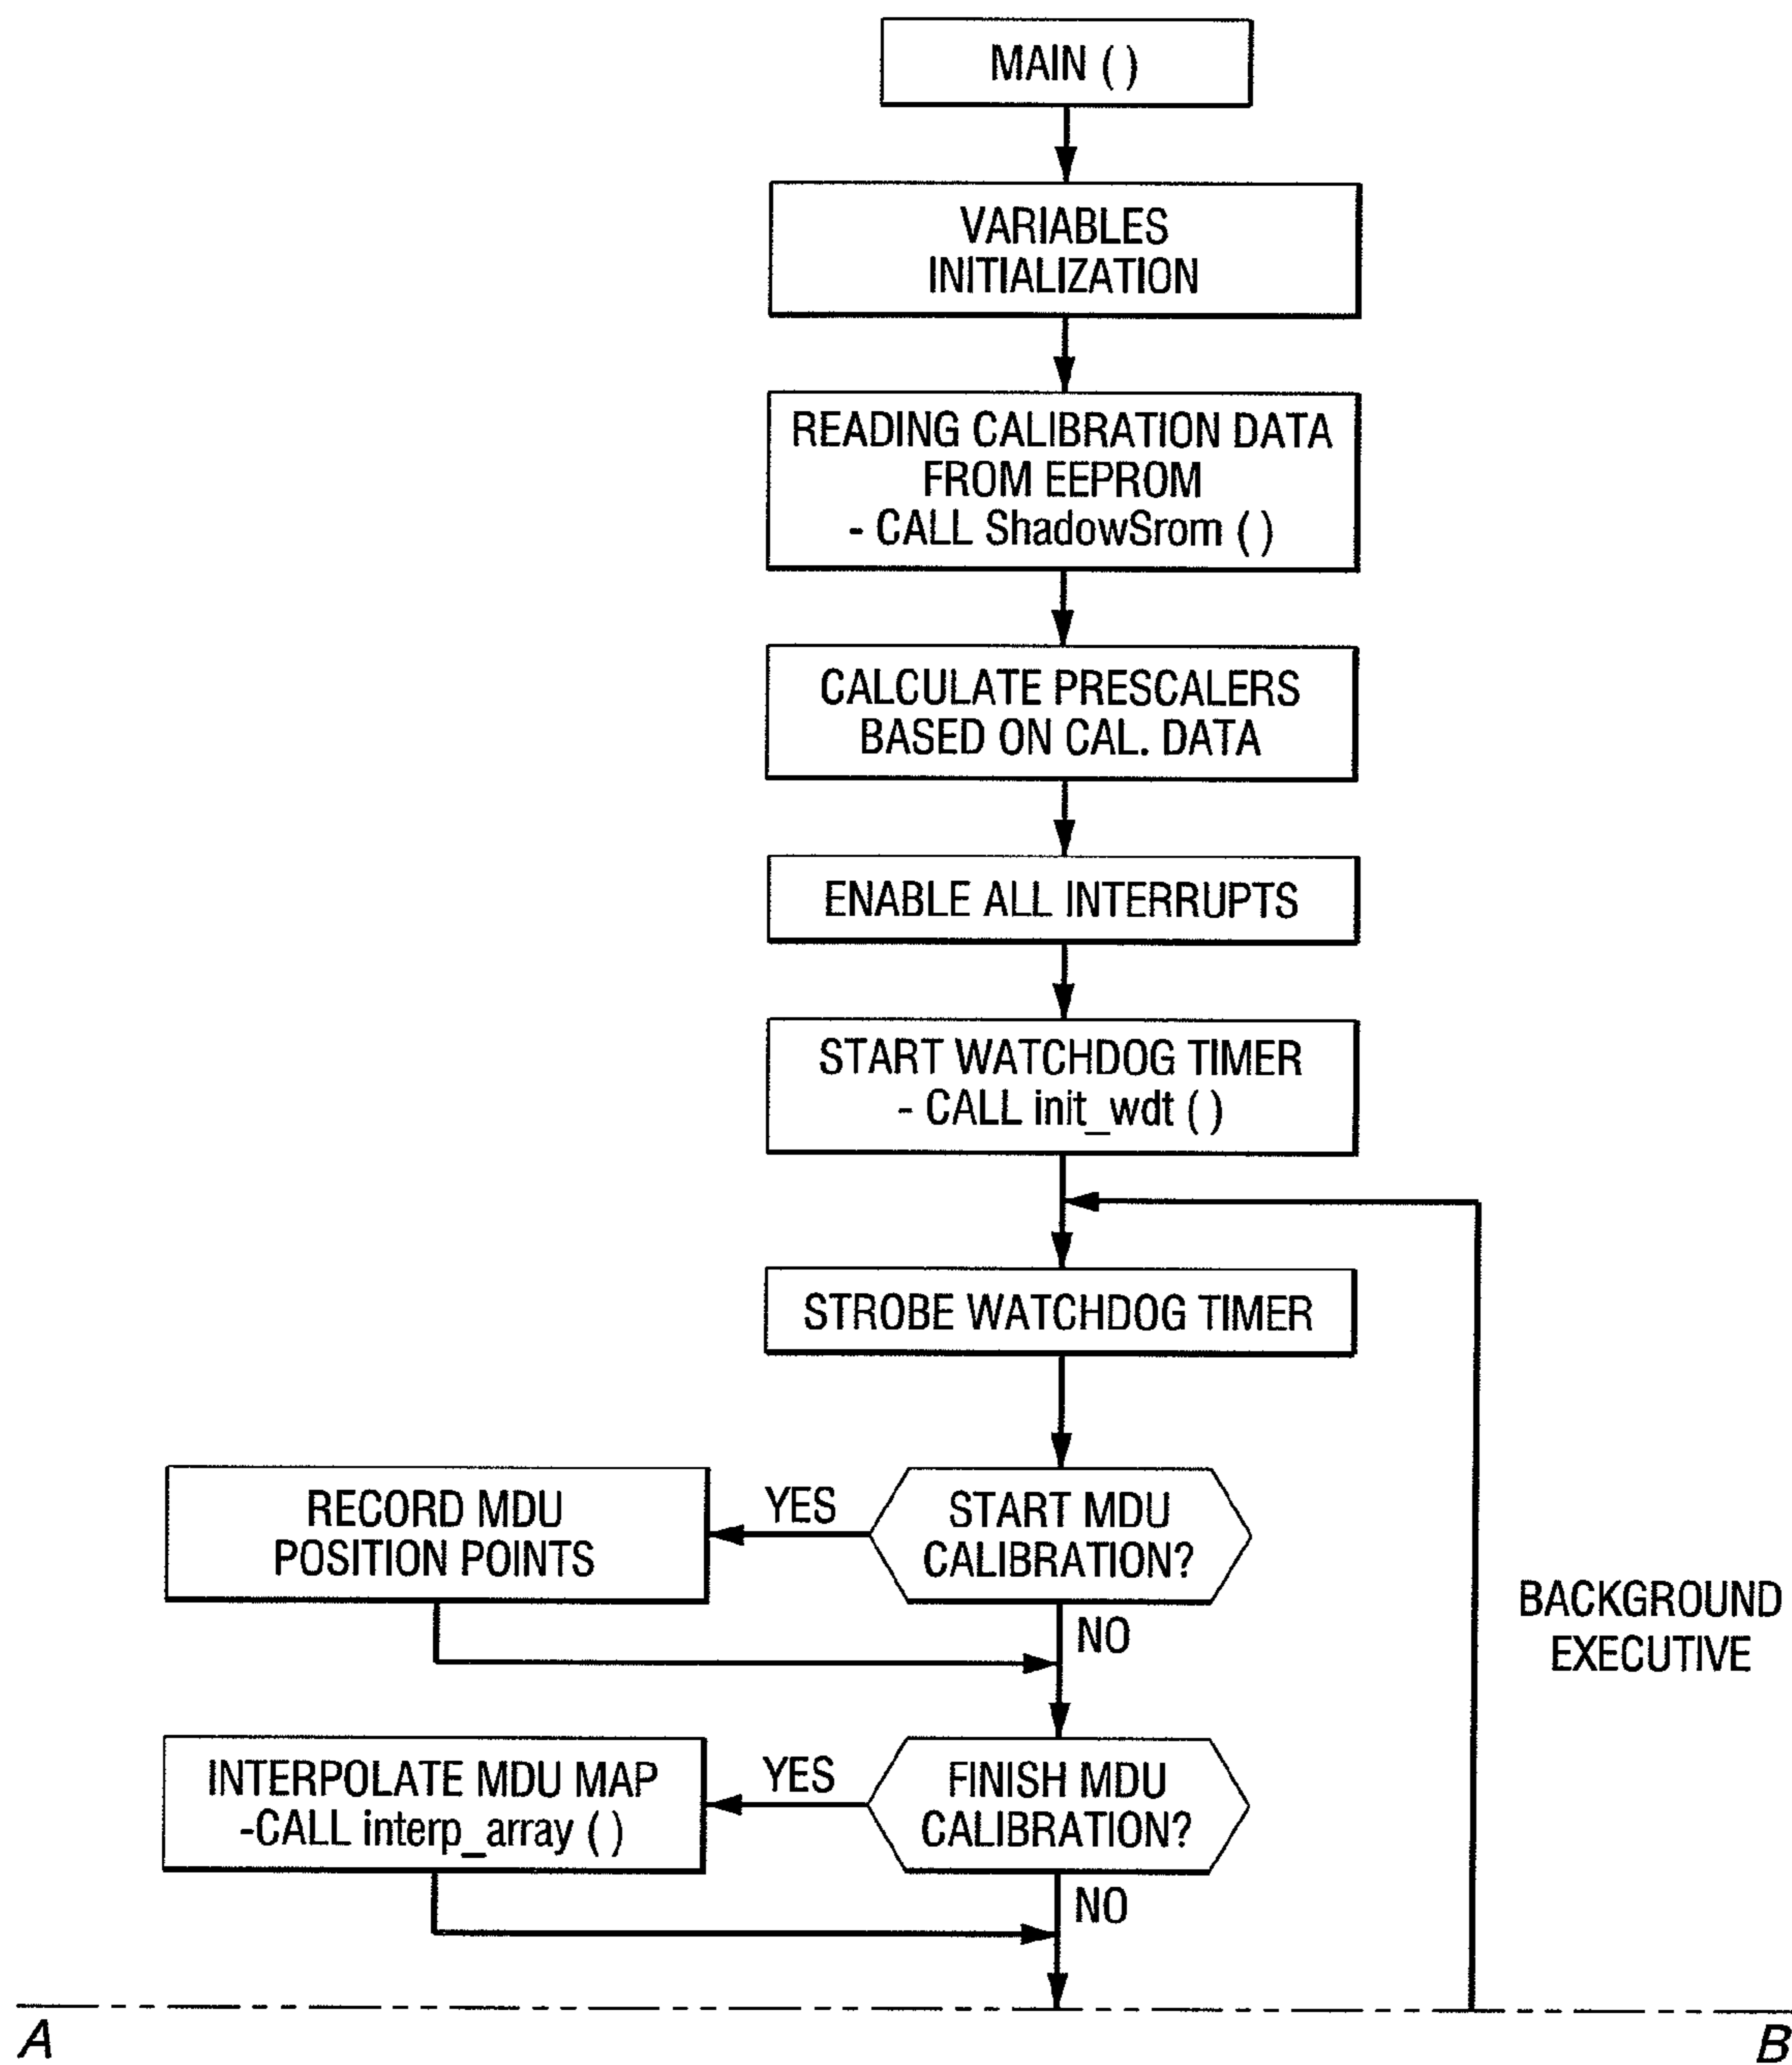 MAIN ( )
VARIABLES
INITIALIZATION
READING CALIBRATION DATA
FROM EEPROM
- CALL ShadowSrom ( )
CALCULATE PRESCALERS
BASED ON CAL. DATA
ENABLE ALL INTERRUPTS
START WATCHDOG TIMER
- CALL init_wdt ( )
STROBE WATCHDOG TIMER
START MDU
CALIBRATION?
YES
RECORD MDU
POSITION POINTS
NO
BACKGROUND
EXECUTIVE
FINISH MDU
CALIBRATION?
YES
INTERPOLATE MDU MAP
-CALL interp_array ( )
NO
A
B